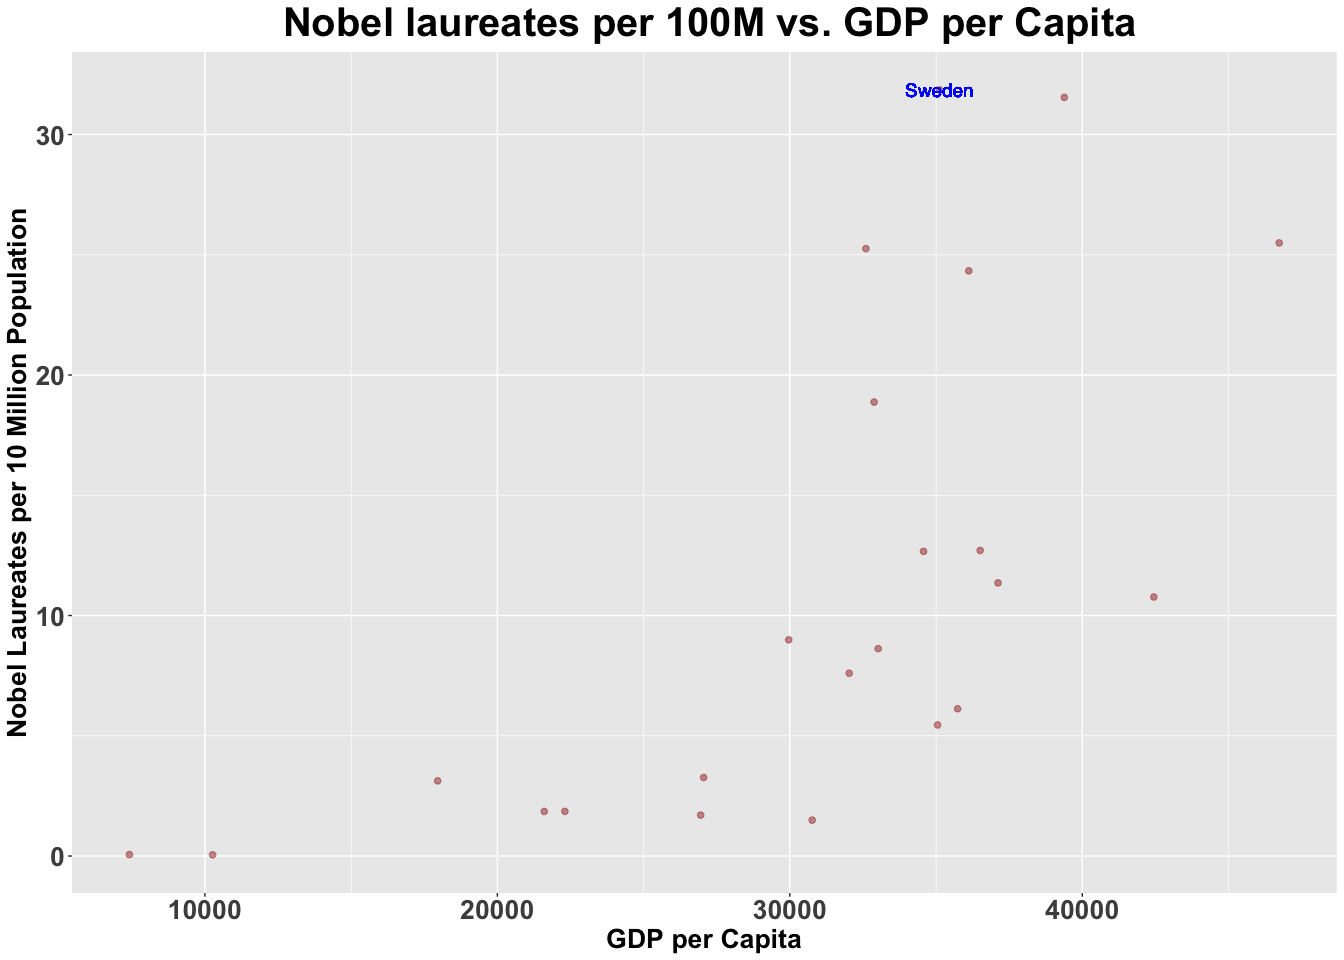 Nobel laureates per 100M vs. GDP per Capita
Sweden
Nobel Laureates per 10 Million Population
30
20
10
0
10000 20000 30000 40000
GDP per Capita